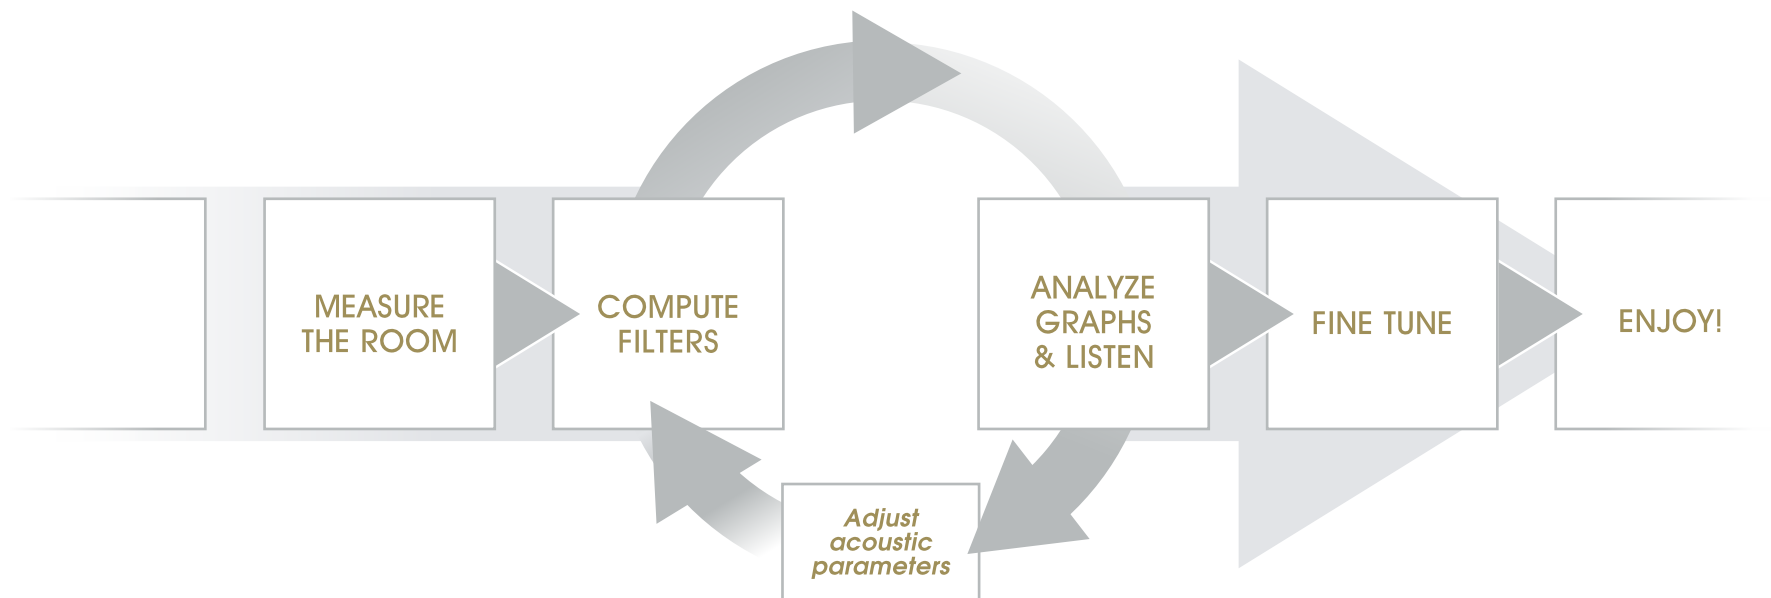 MEASURE
THE ROOM
COMPUTE
FILTERS
ANALYZE
GRAPHS
& LISTEN
FINE TUNE
ENJOY!
Adjust
acoustic
parameters